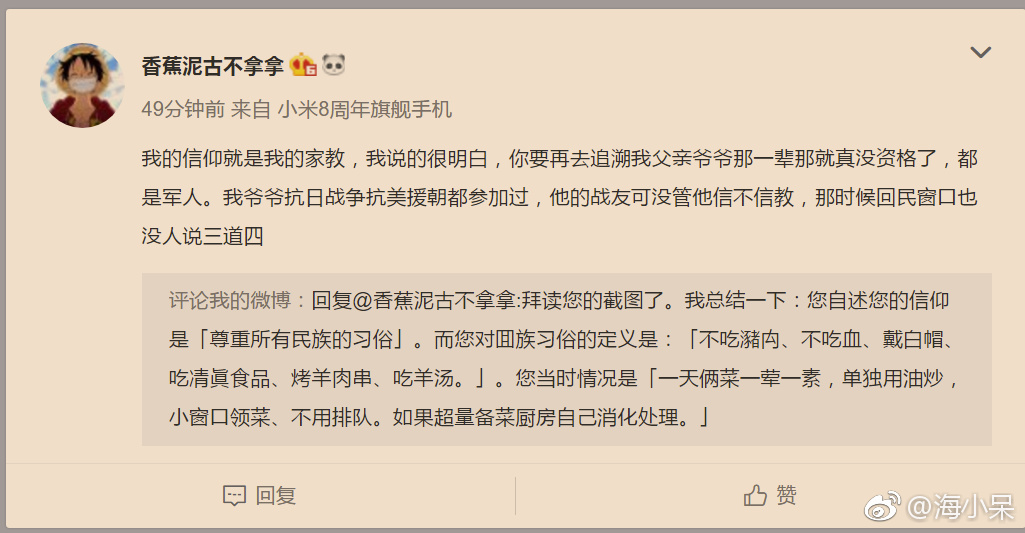 香蕉泥古不拿拿
49分钟前 来自 小米8周年旗舰手机
我的信仰就是我的家教，我说的很明白，你要再去追溯我父亲爷爷那一辈那就真没资格了，都
是军人。我爷爷抗日战争抗美援朝都参加过，他的战友可没管他信不信教，那时候回民窗口也
没人说三道四
评论我的微博：回复@香蕉泥古不拿拿:拜读您的截图了。我总结一下：您自述您的信仰
是「尊重所有民族的习俗」。而您对囬族习俗的定义是：「不吃潴禸、不吃血、戴白帽、
吃凊眞食品、烤羊肉串、吃羊汤。」。您当时情况是「一天俩菜一荤一素，单独用油炒，
小窗口领菜、不用排队。如果超量备菜厨房自己消化处理。」
回复
赞
@海小呆